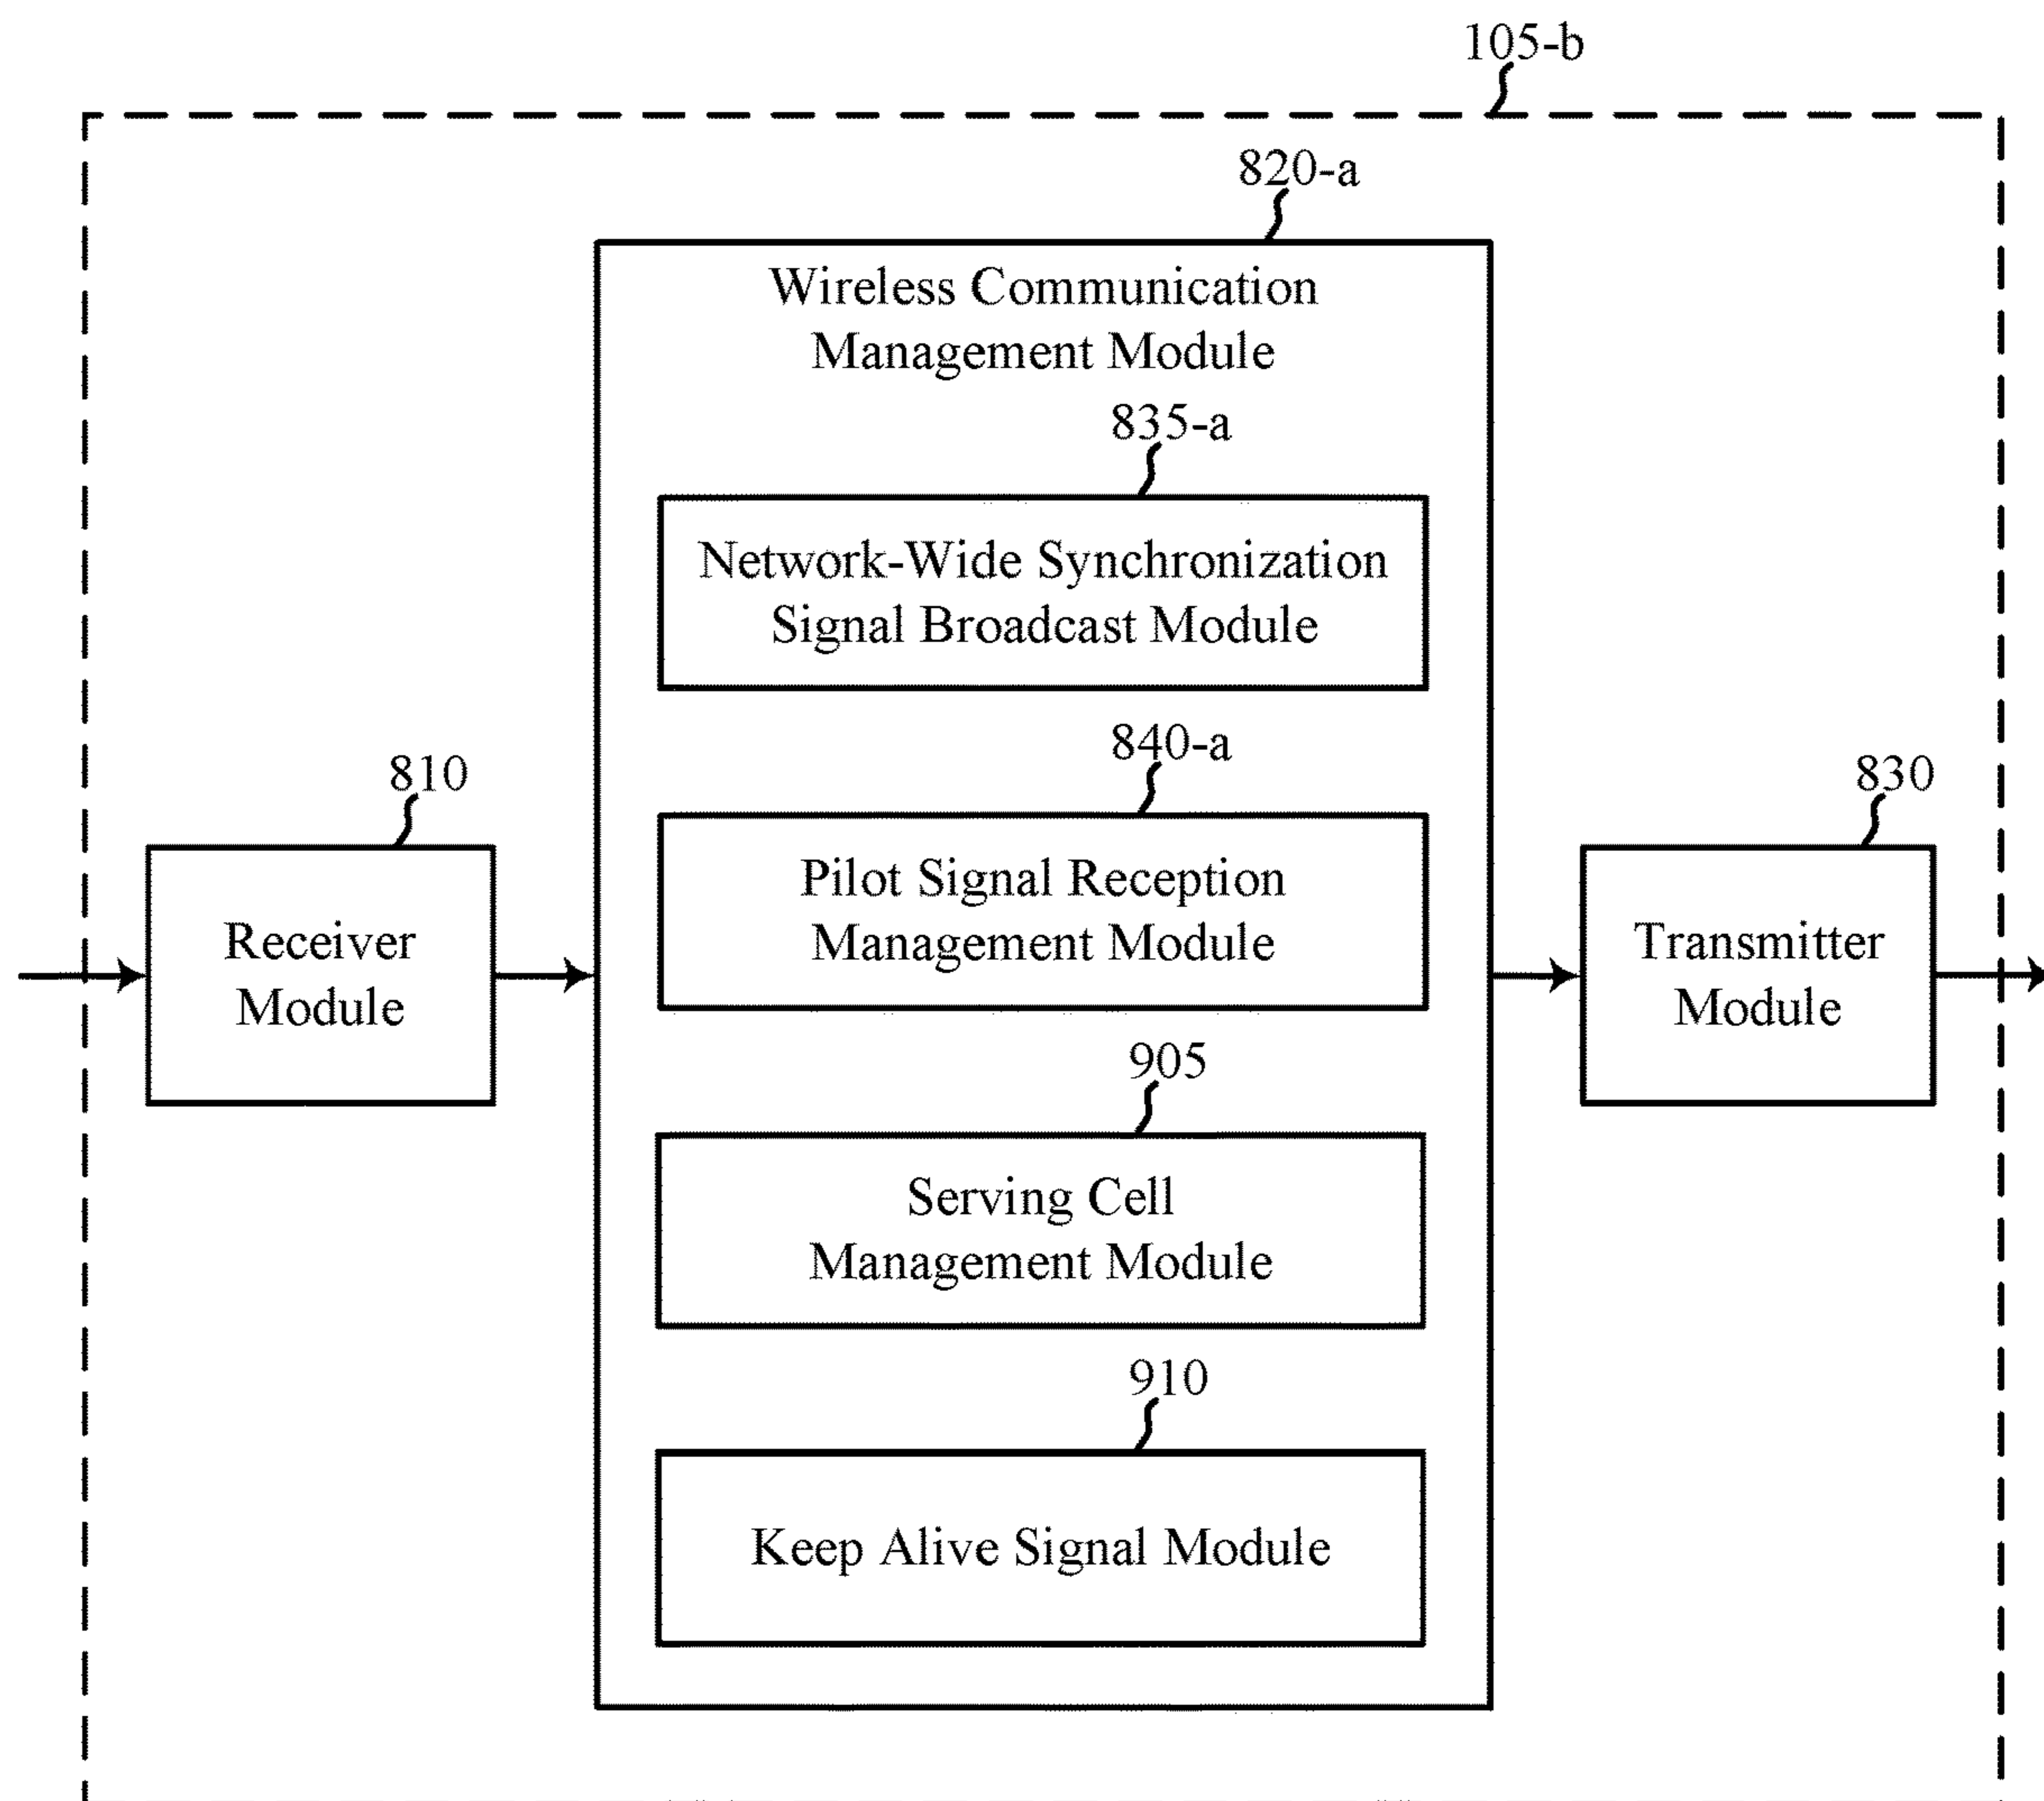 105-b
820-a
Wireless Communication
Management Module
835-a
Network-Wide Synchronization
Signal Broadcast Module
840-a
Pilot Signal Reception
Management Module
810
Receiver
Module
830
Transmitter
Module
905
Serving Cell
Management Module
910
Keep Alive Signal Module